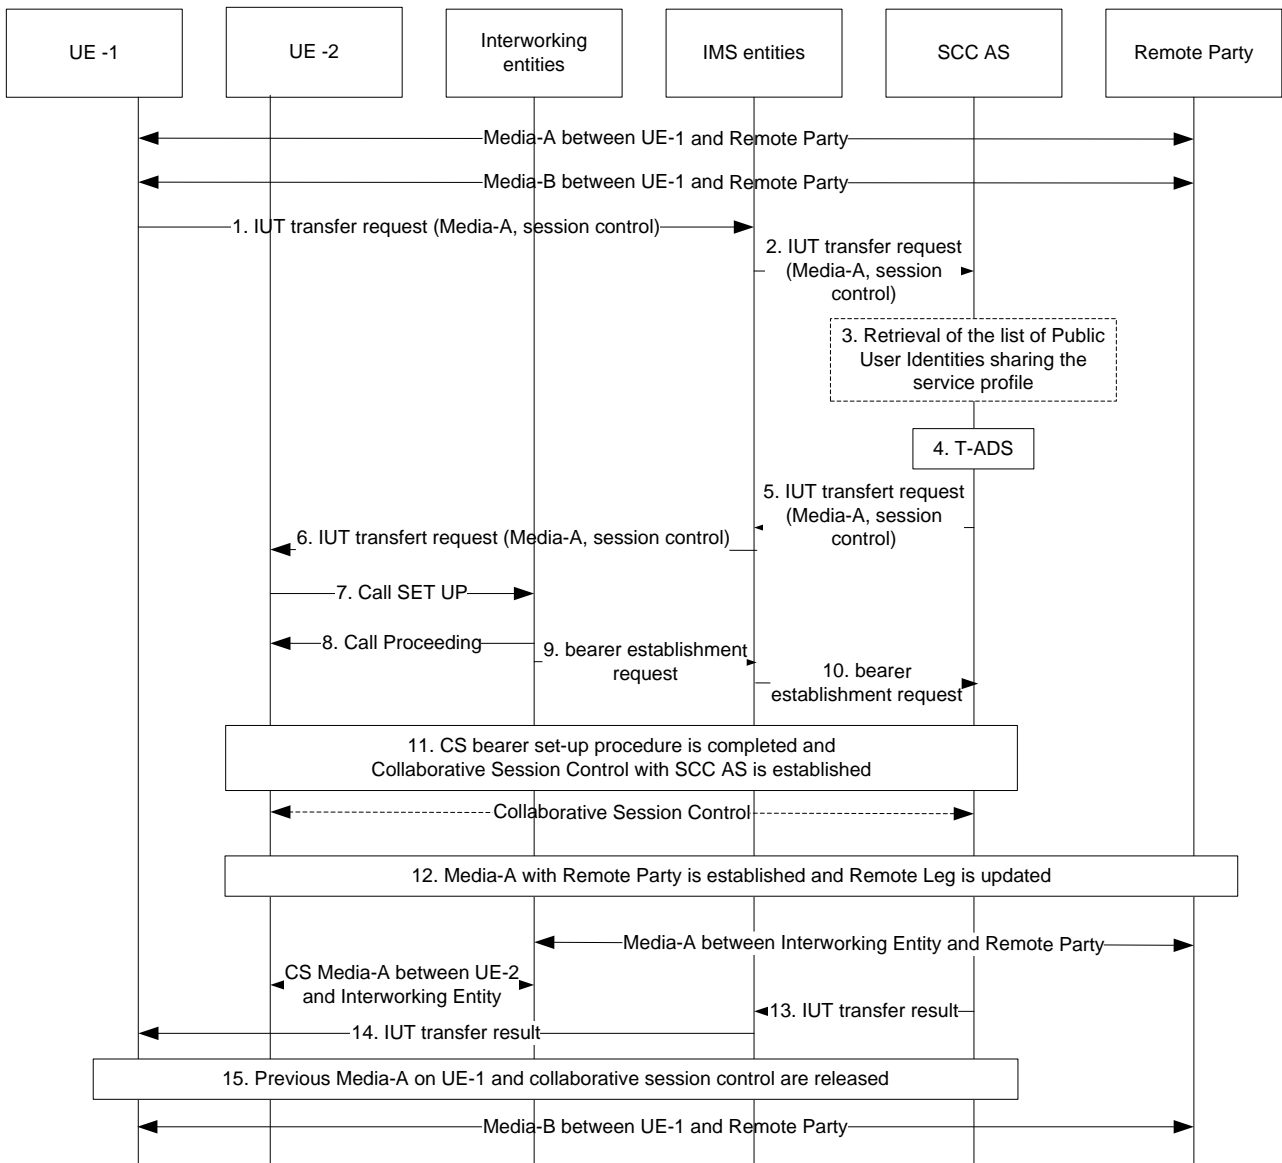 UE -1
UE -2
Interworking
entities
IMS entities
SCC AS
Remote Party
Media-A between UE-1 and Remote Party
Media-B between UE-1 and Remote Party
1. IUT transfer request (Media-A, session control)
2. IUT transfer request
(Media-A, session
control)
3. Retrieval of the list of Public
User Identities sharing the
service profile
4. T-ADS
5. IUT transfert request
(Media-A, session
control)
6. IUT transfert request (Media-A, session control)
7. Call SET UP
8. Call Proceeding
9. bearer establishment
request
10. bearer
establishment request
11. CS bearer set-up procedure is completed and
Collaborative Session Control with SCC AS is established
Collaborative Session Control
12. Media-A with Remote Party is established and Remote Leg is updated
Media-A between Interworking Entity and Remote Party
CS Media-A between UE-2
and Interworking Entity
13. IUT transfer result
14. IUT transfer result
15. Previous Media-A on UE-1 and collaborative session control are released
Media-B between UE-1 and Remote Party